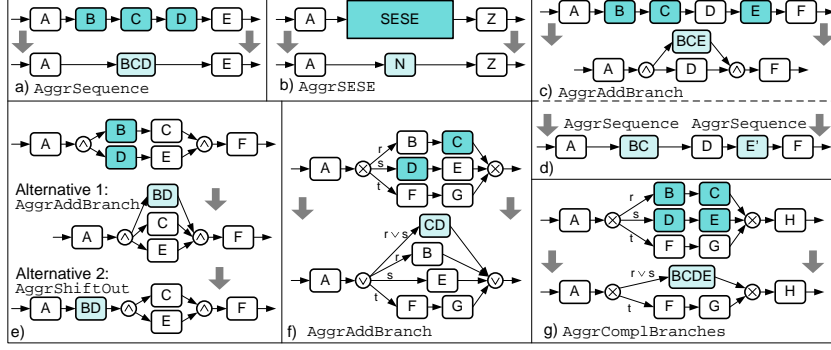 A B C D E
A BCD E
a) AggrSequence
A SESE Z
A N Z
b) AggrSESE
A B C D E F
BCE
A ∧ D ∧ F
c) AggrAddBranch
AggrSequence AggrSequence
A BC D E' F
d)
B C
A ∧ ∧ F
D E
Alternative 1:
AggrAddBranch
BD
C
A ∧ ∧ F
E
Alternative 2:
AggrShiftOut
C
A BD ∧ ∧ F
E
e)
r B C
A ⊗ s D E ⊗
t F G
r∨s CD
r B
A ∨ s E ∨
t F G
f) AggrAddBranch
r B C
A ⊗ s D E ⊗ H
t F G
r∨s BCDE
A ⊗ ⊗ H
t F G
g) AggrComplBranches